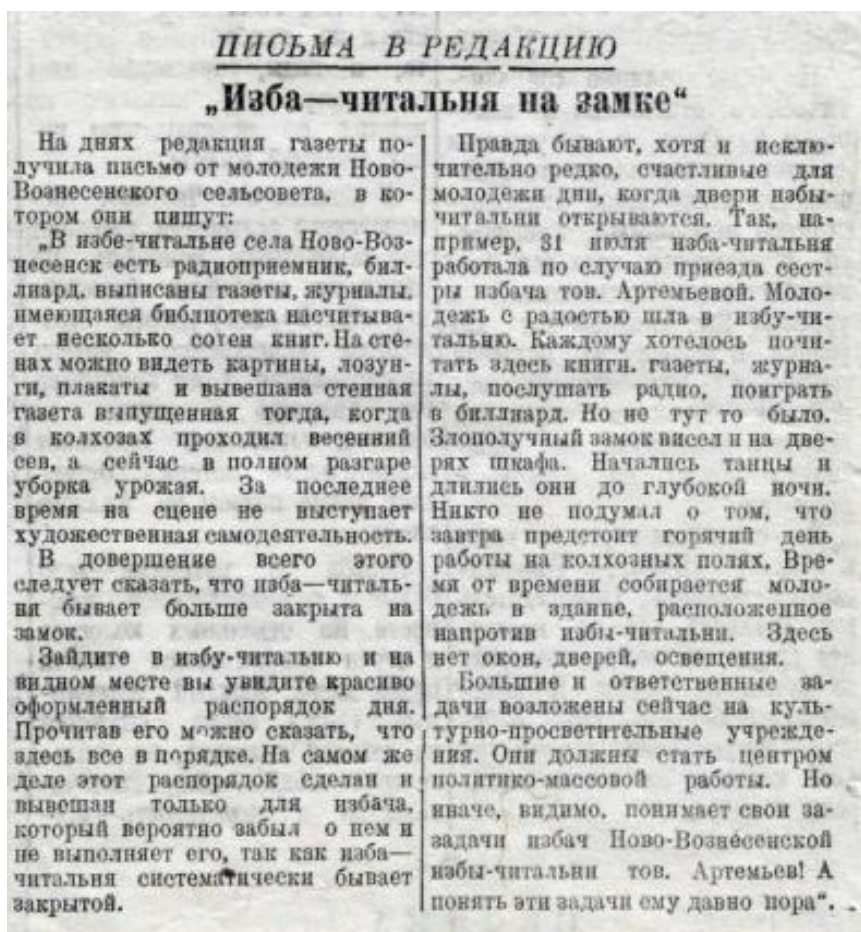 ПИСЬМА В РЕДАКЦИЮ
„Изба—читальня на замке“
На днях редакция газеты по-
лучила письмо от молодежи Ново-
Вознесенского сельсовета, в ко-
тором они пишут:
„В избе-читальне села Ново-Воз-
несенск есть радиоприемник, бил-
лиард, выписаны газеты, журналы,
имеющаяся библиотека насчитыва-
ет несколько сотен книг. На сте-
нах можно видеть картины, лозун-
ги, плакаты и вывешана стенная
газета выпущенная тогда, когда
в колхозах проходил весенний
сев, а сейчас в полном разгаре
уборка урожая. За последнее
время на сцене не выступает
художественная самодеятельность.
В довершение всего этого
следует сказать, что изба—читаль-
ня бывает больше закрыта на
замок.
Зайдите в избу-читальню и на
видном месте вы увидите красиво
оформленный распорядок дня.
Прочитав его можно сказать, что
здесь все в порядке. На самом же
деле этот распорядок сделан и
вывешан только для избача,
который вероятно забыл о нем и
не выполняет его, так как изба—
читальня систематически бывает
закрытой.
Правда бывают, хотя и исклю-
чительно редко, счастливые для
молодежи дни, когда двери избы-
читальни открываются. Так, на-
пример, 31 июля изба-читальня
работала по случаю приезда сест-
ры избача тов. Артемьевой. Моло-
дежь с радостью шла в избу-чи-
тальню. Каждому хотелось почи-
тать здесь книги, газеты, журна-
лы, послушать радио, поиграть
в биллиард. Но не тут то было.
Злополучный замок висел и на две-
рях шкафа. Начались танцы и
длились они до глубокой ночи.
Никто не подумал о том, что
завтра предстоит горячий день
работы на колхозных полях. Вре-
мя от времени собирается моло-
дежь в здание, расположенное
напротив избы-читальни. Здесь
нет окон, дверей, освещения.
Большие и ответственные за-
дачи возложены сейчас на куль-
турно-просветительные учрежде-
ния. Они должны стать центром
политико-массовой работы. Но
иначе, видимо, понимает свои за-
задачи избач Ново-Вознесенской
избы-читальни тов. Артемьев! А
понять эти задачи ему давно пора“.